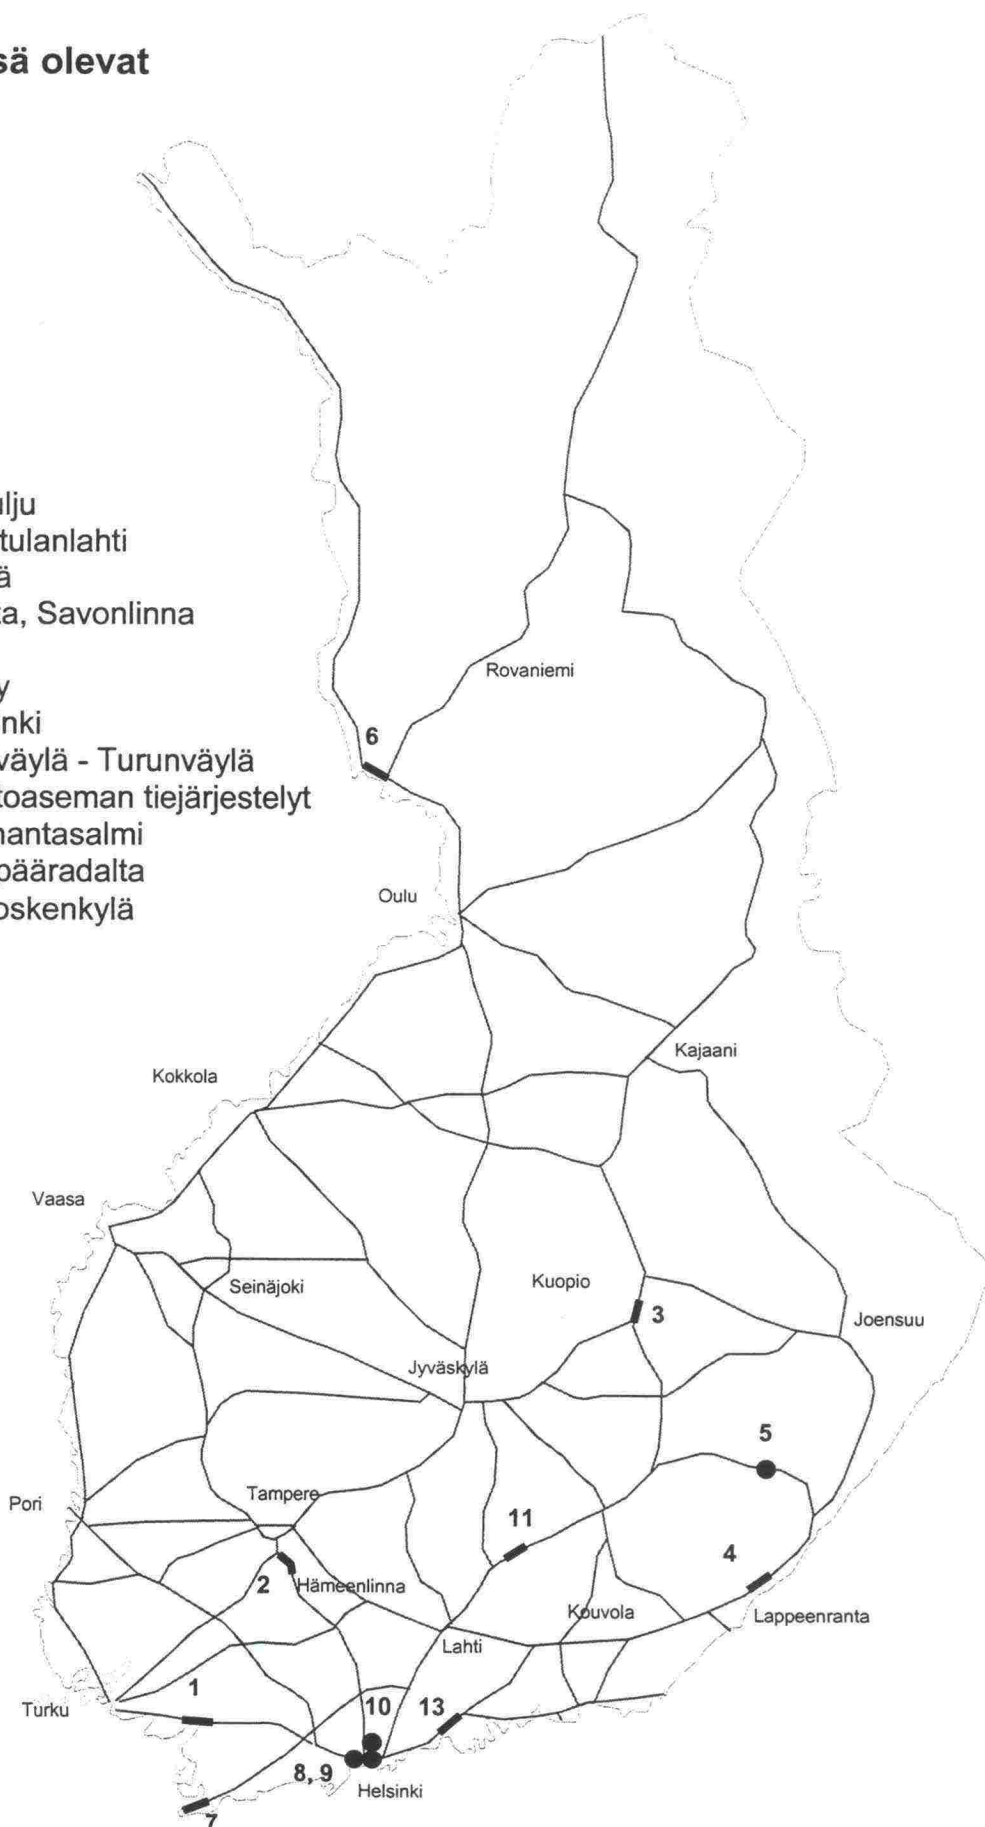 sä olevat
ulju
tulanlahti
ä
ta, Savonlinna
y
nki
väylä - Turunväylä
toaseman tiejärjestelyt
nantasalmi
pääradalta
oskenkylä
Rovaniemi
6
Oulu
Kajaani
Kokkola
Vaasa
Seinäjoki
Kuopio
3
Joensuu
Jyväskylä
5
Tampere
Pori
11
4
2
Hämeenlinna
Kouvola
Lappeenranta
Lahti
1
Turku
10
13
8, 9
Helsinki
7